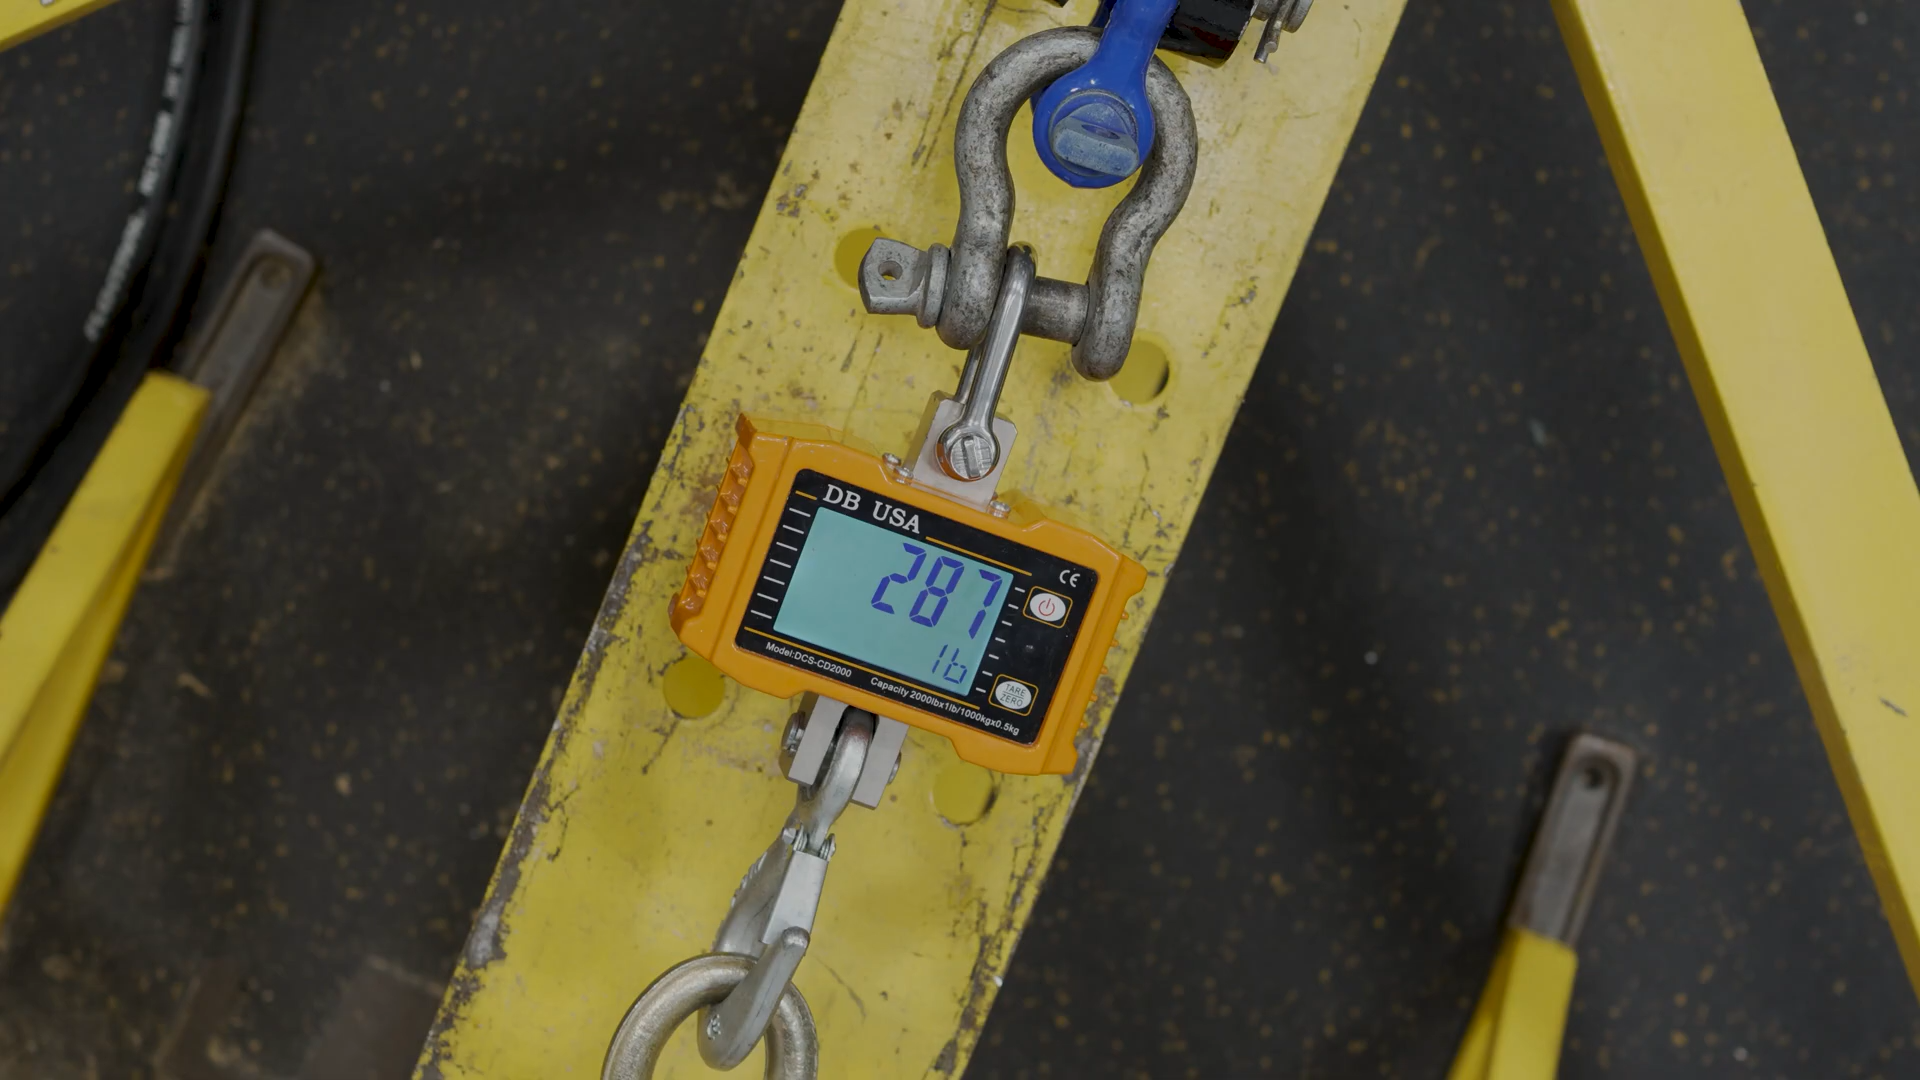 DB USA
CE
287
lb
TARE
ZERO
Model:DCS-CD2000
Capacity 2000lbx1lb/1000kgx0.5kg